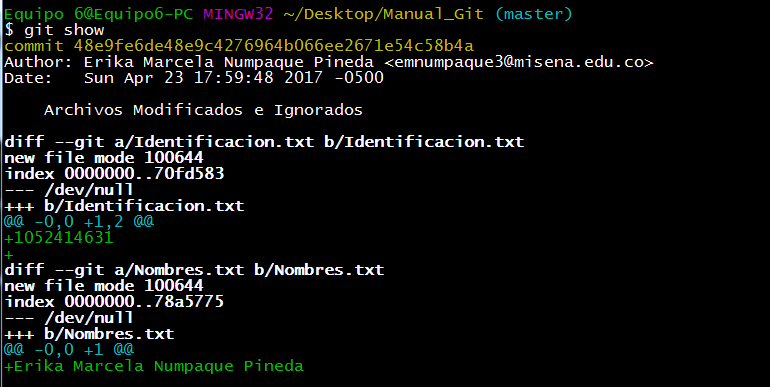 Equipo 6@Equipo6-PC MINGW32 ~/Desktop/Manual_Git (master)
$ git show
commit 48e9fe6de48e9c4276964b066ee2671e54c58b4a
Author: Erika Marcela Numpaque Pineda <emnumpaque3@misena.edu.co>
Date:   Sun Apr 23 17:59:48 2017 -0500
    Archivos Modificados e Ignorados
diff --git a/Identificacion.txt b/Identificacion.txt
new file mode 100644
index 0000000..70fd583
--- /dev/null
+++ b/Identificacion.txt
@@ -0,0 +1,2 @@
+1052414631
+
diff --git a/Nombres.txt b/Nombres.txt
new file mode 100644
index 0000000..78a5775
--- /dev/null
+++ b/Nombres.txt
@@ -0,0 +1 @@
+Erika Marcela Numpaque Pineda